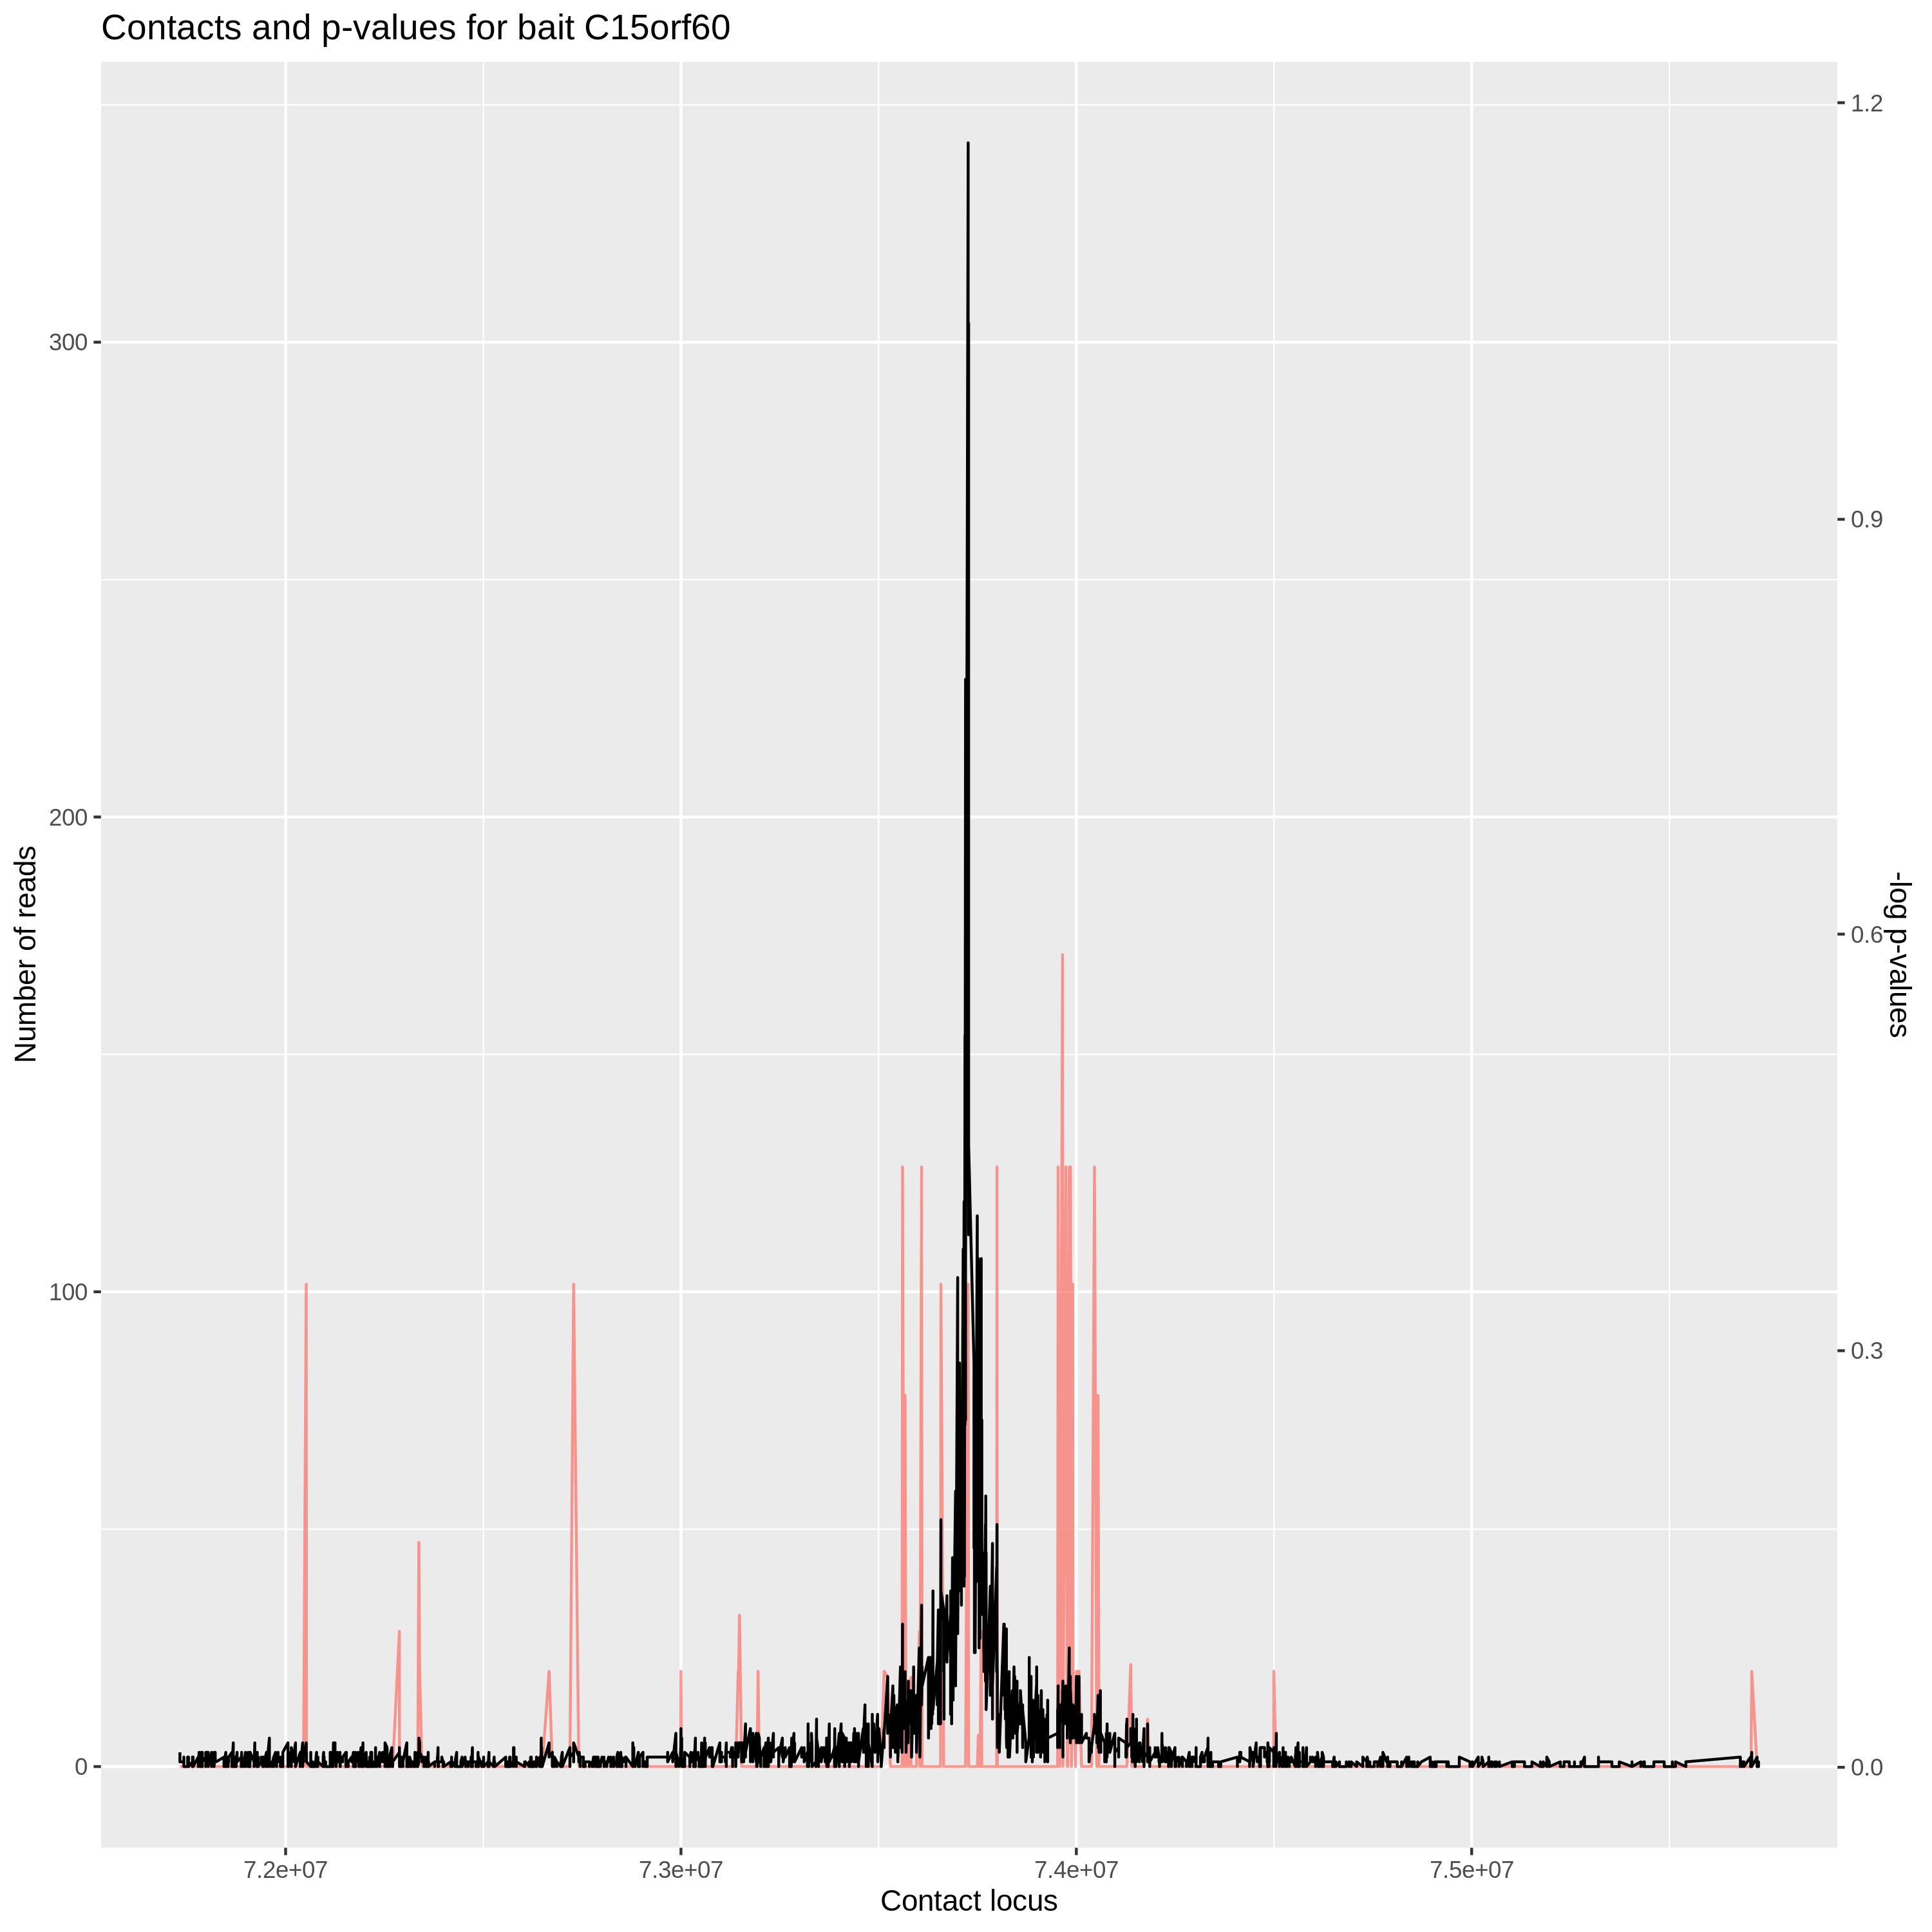 Contacts and p-values for bait C15orf60
1.2
300
0.9
200
0.6
100
0.3
0
0.0
7.2e+07
7.3e+07
7.4e+07
7.5e+07
Number of reads
-log p-values
Contact locus